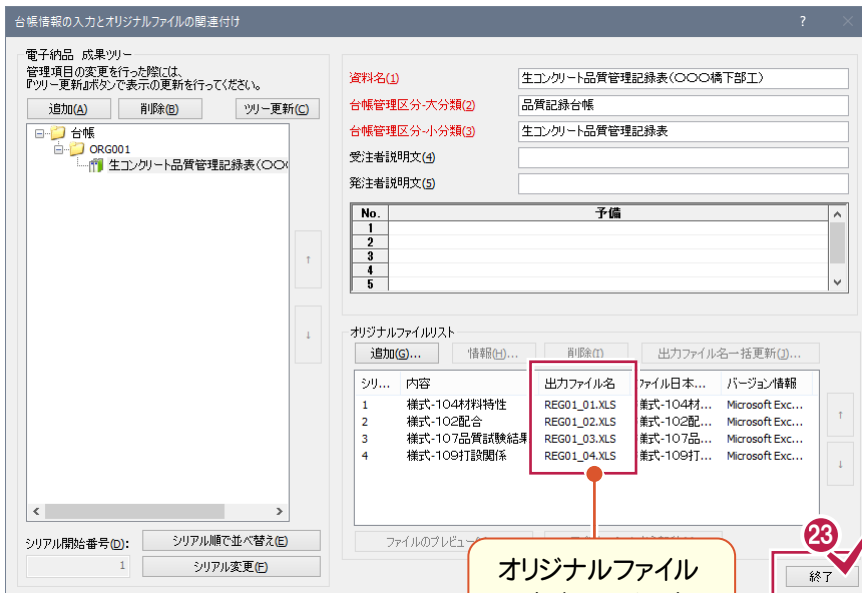 台帳情報の入力とオリジナルファイルの関連付け ?
電子納品 成果ツリー
管理項目の変更を行った際には、
『ツリー更新』ボタンで表示の更新を行ってください。
追加(A) 削除(B) ツリー更新(C)
台帳
ORG001
生コンクリート品質管理記録表(〇〇
シリアル開始番号(D): シリアル順で並べ替え(E)
1 シリアル変更(F)
資料名(1) 生コンクリート品質管理記録表(〇〇〇橋下部工)
台帳管理区分-大分類(2) 品質記録台帳
台帳管理区分-小分類(3) 生コンクリート品質管理記録表
受注者説明文(4)
発注者説明文(5)
No. 予備
1
2
3
4
5
オリジナルファイルリスト
追加(G)... 情報(H)... 削除(I) 出力ファイル名一括更新(J)...
シリ... 内容 出力ファイル名 ファイル日本... バージョン情報
1 様式-104材料特性 REG01_01.XLS 様式-104材... Microsoft Exc...
2 様式-102配合 REG01_02.XLS 様式-102配... Microsoft Exc...
3 様式-107品質試験結果 REG01_03.XLS 様式-107品... Microsoft Exc...
4 様式-109打設関係 REG01_04.XLS 様式-109打... Microsoft Exc...
ファイルのプレビュー
23
オリジナルファイル
終了